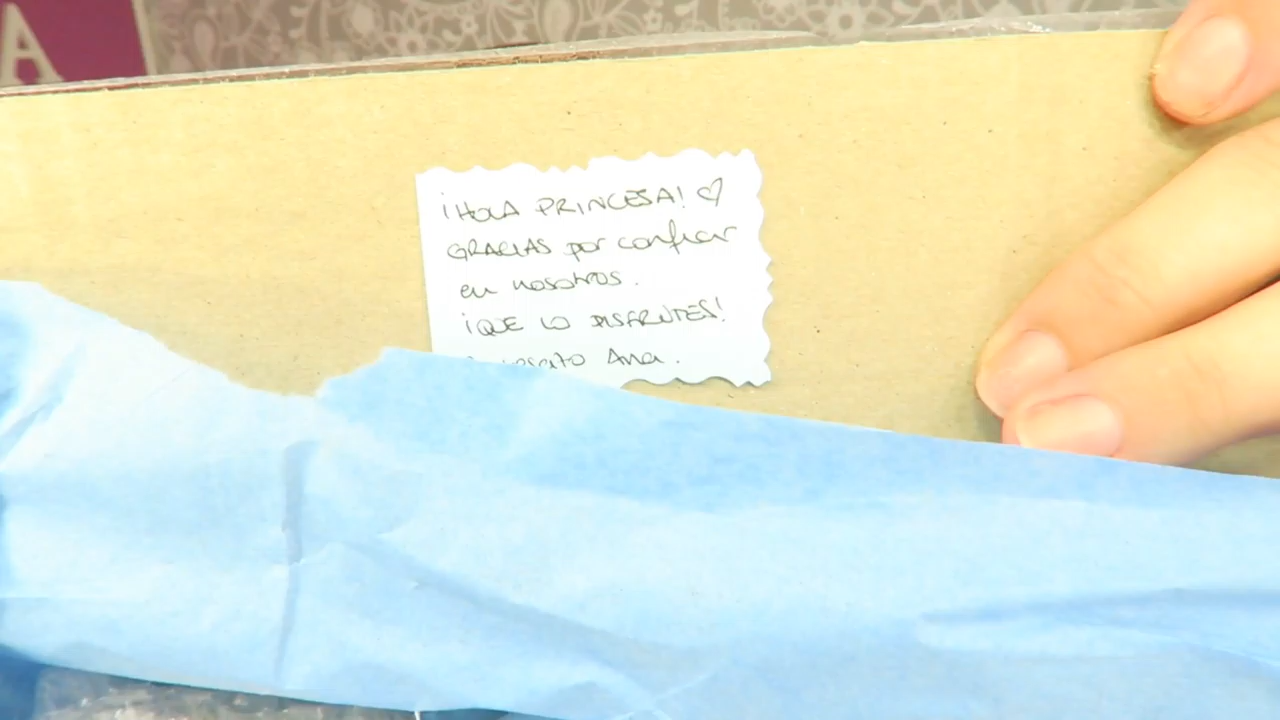 A
¡HOLA PRINCESA! ♡
GRACIAS por confiar
en nosotros.
¡QUE LO DISFRUTES!
Ana.